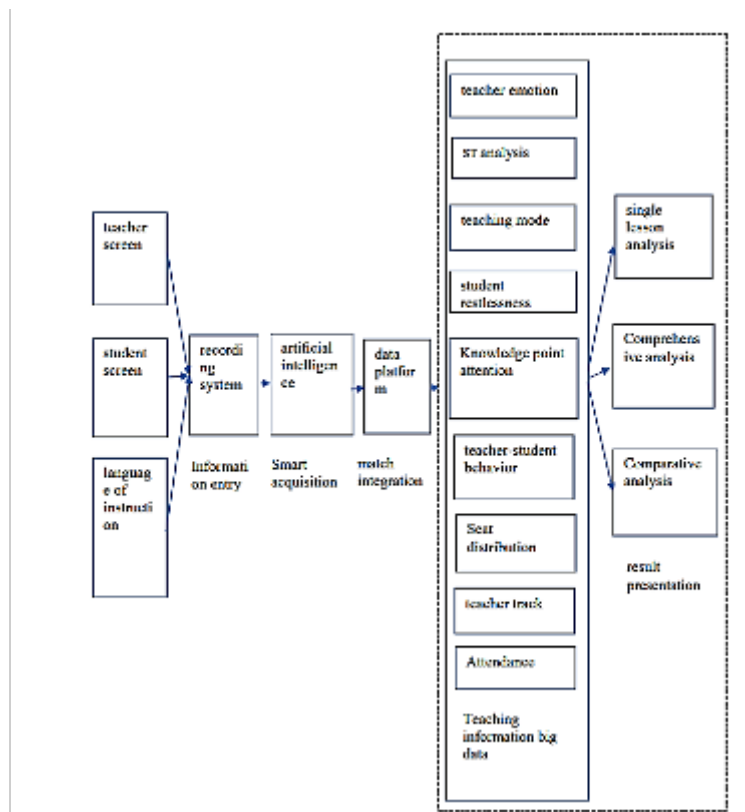 teacher
screen
student
screen
languag
e of
instructi
on
recordi
ng
system
Informati
on entry
artificial
intelligen
ce
Smart
acquisition
data
platfor
m
match
integration
teacher emotion
ST analysis
teaching mode
student
restlessness
Knowledge point
attention
teacher-student
behavior
Seat
distribution
teacher track
Attendance
Teaching
information big
data
single
lesson
analysis
Comprehen
sive analysis
Comparative
analysis
result
presentation